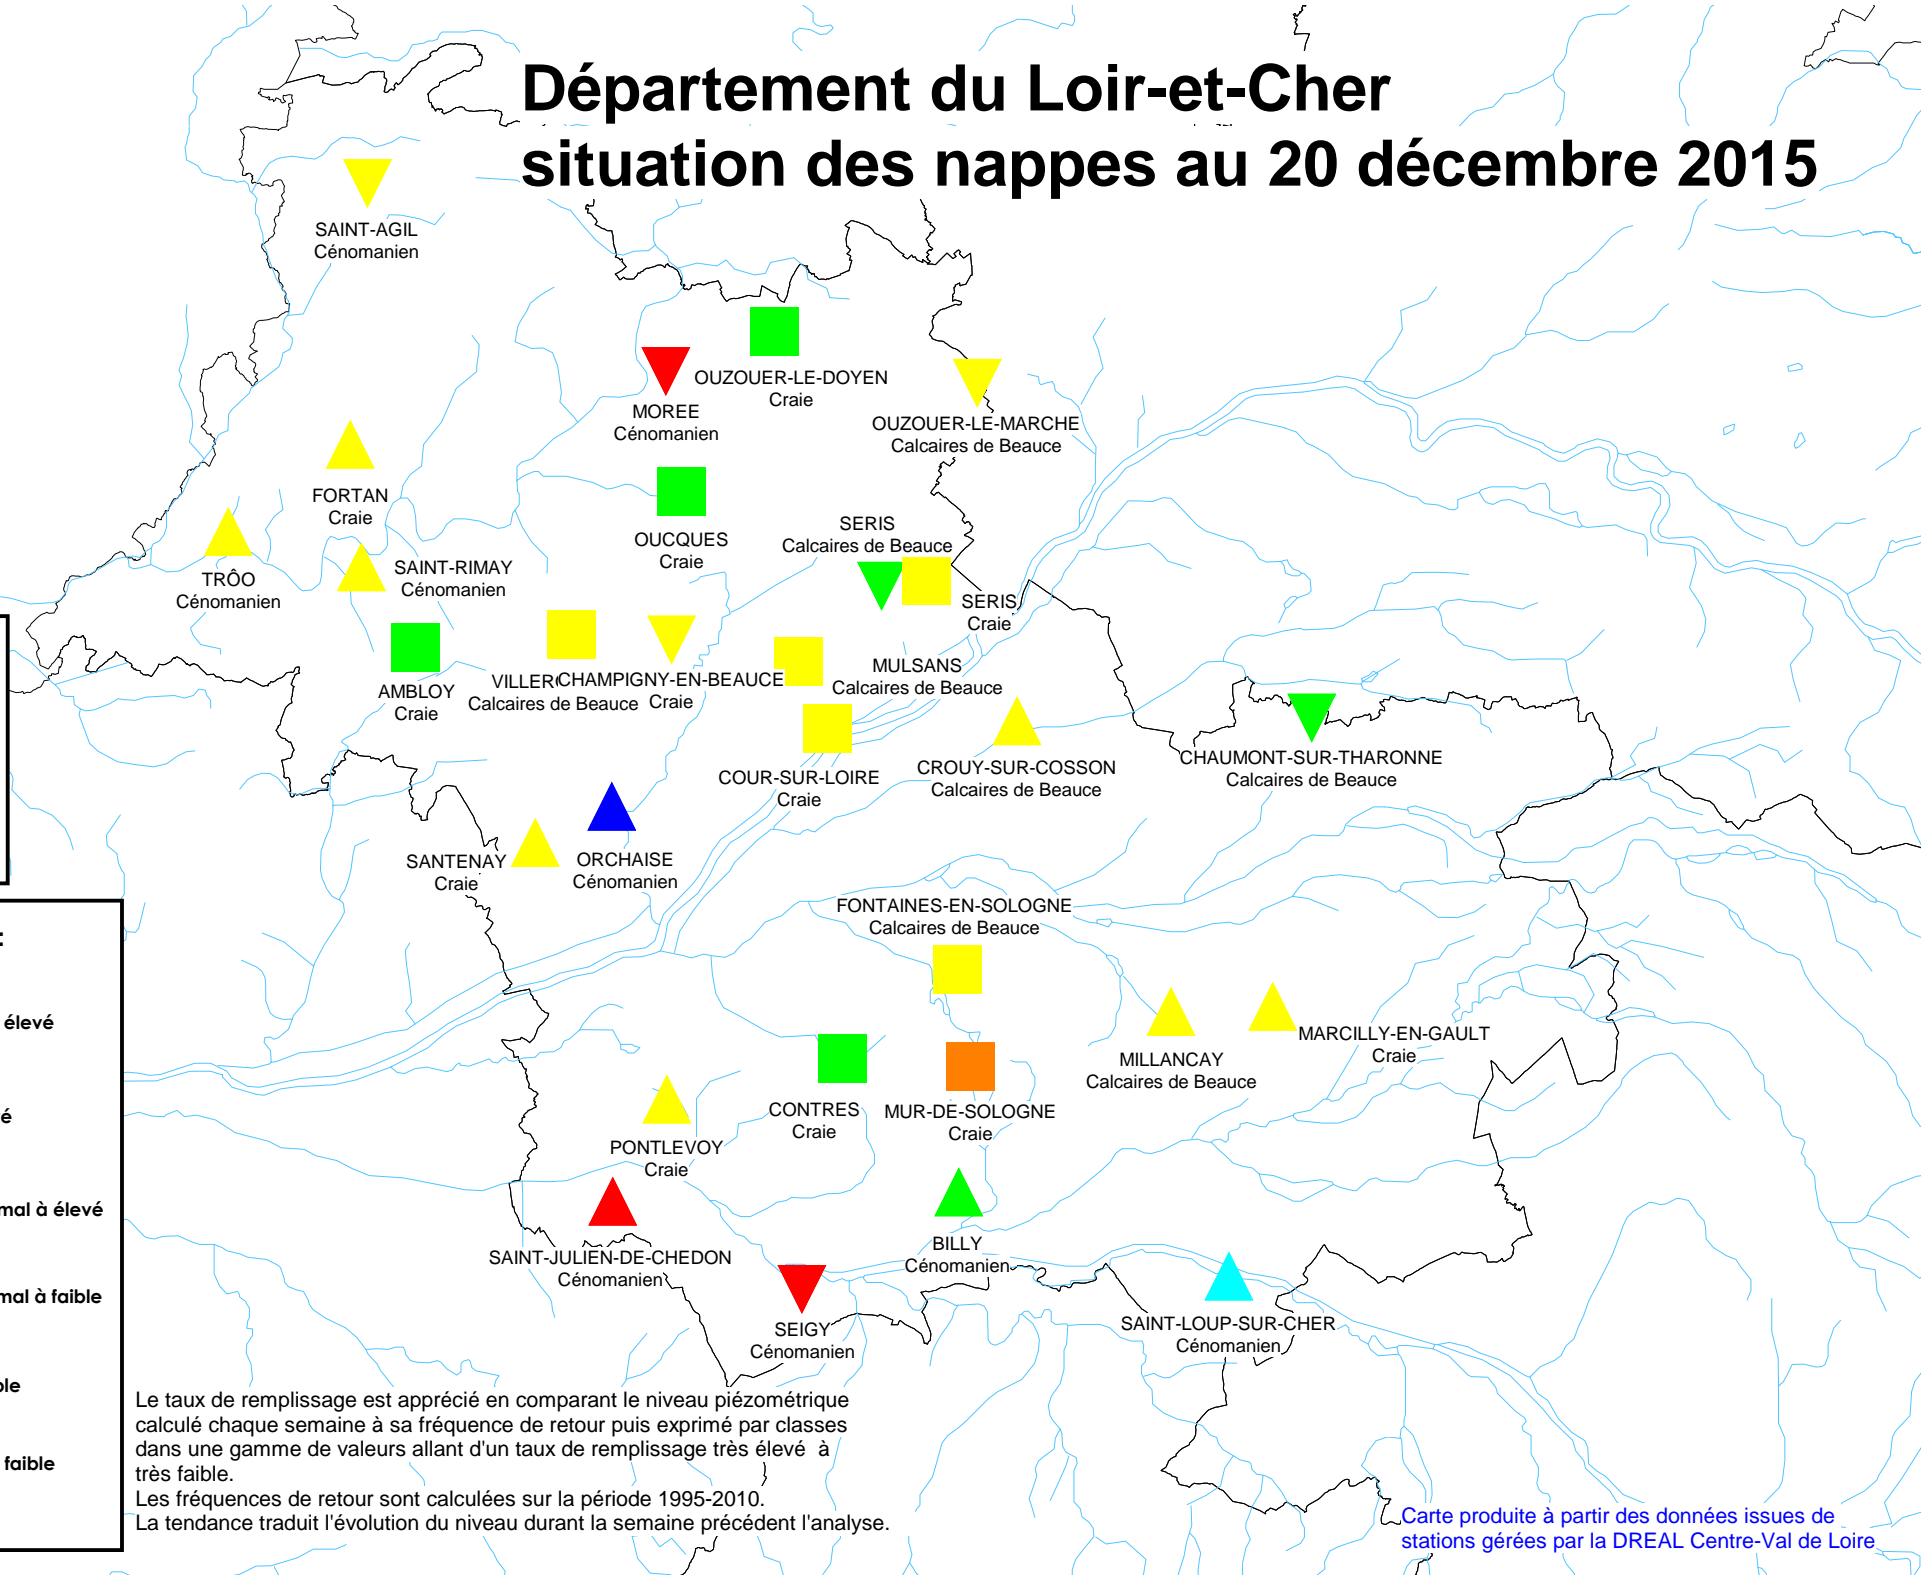 Département du Loir-et-Cher
situation des nappes au 20 décembre 2015
SAINT-AGIL
Cénomanien
OUZOUER-LE-DOYEN
Craie
MOREE
Cénomanien
OUZOUER-LE-MARCHE
Calcaires de Beauce
FORTAN
Craie
OUCQUES
Craie
SERIS
Calcaires de Beauce
TRÔO
Cénomanien
SAINT-RIMAY
Cénomanien
SERIS
Craie
AMBLOY
Craie
Calcaires de Beauce
CHAMPIGNY-EN-BEAUCE
Craie
MULSANS
Calcaires de Beauce
COUR-SUR-LOIRE
Craie
CROUY-SUR-COSSON
Calcaires de Beauce
CHAUMONT-SUR-THARONNE
Calcaires de Beauce
SANTENAY
Craie
ORCHAISE
Cénomanien
FONTAINES-EN-SOLOGNE
Calcaires de Beauce
MILLANCAY
Calcaires de Beauce
MARCILLY-EN-GAULT
Craie
CONTRES
Craie
MUR-DE-SOLOGNE
Craie
PONTLEVOY
Craie
SAINT-JULIEN-DE-CHEDON
Cénomanien
BILLY
Cénomanien
SEIGY
Cénomanien
SAINT-LOUP-SUR-CHER
Cénomanien
:
élevé
à élevé
à faible
faible
Le taux de remplissage est apprécié en comparant le niveau piézométrique
calculé chaque semaine à sa fréquence de retour puis exprimé par classes
dans une gamme de valeurs allant d'un taux de remplissage très élevé à
très faible.
Les fréquences de retour sont calculées sur la période 1995-2010.
La tendance traduit l'évolution du niveau durant la semaine précédent l'analyse.
Carte produite à partir des données issues de
stations gérées par la DREAL Centre-Val de Loire